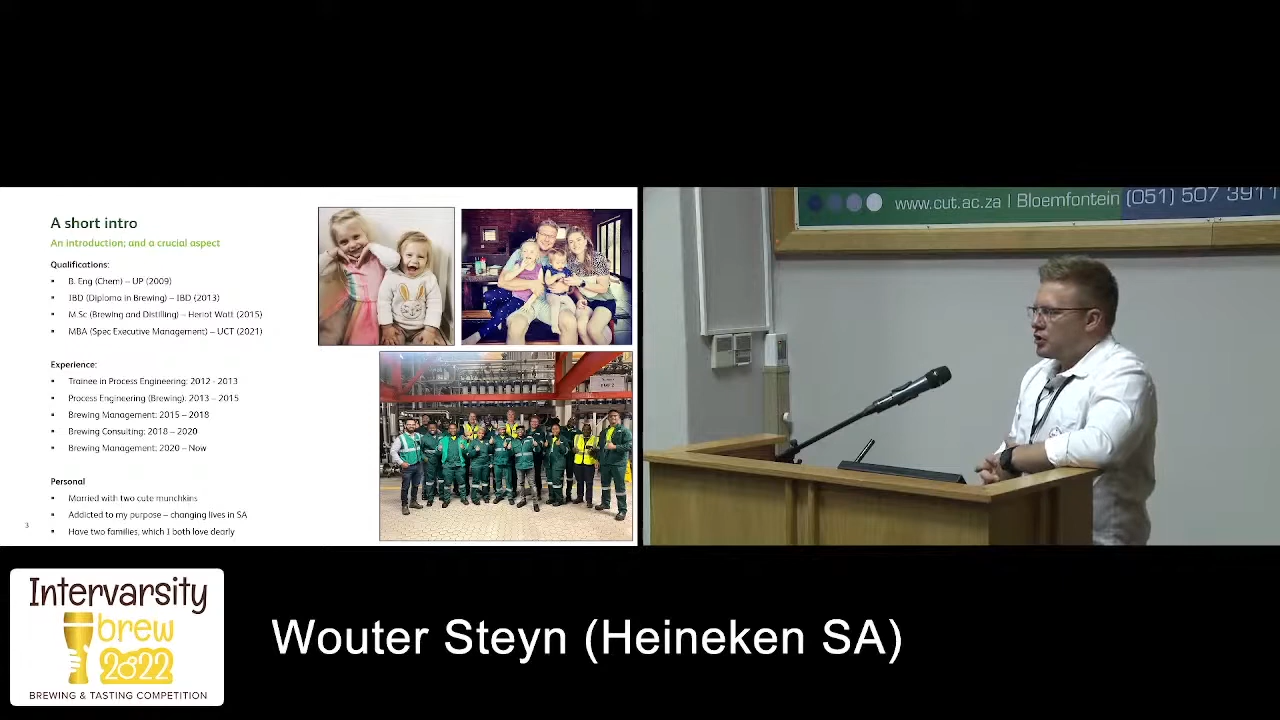 A short intro
An introduction; and a crucial aspect
Qualifications:
▪ B. Eng (Chem) – UP (2009)
▪ IBD (Diploma in Brewing) – IBD (2013)
▪ M Sc (Brewing and Distilling) – Heriot Watt (2015)
▪ MBA (Spec Executive Management) – UCT (2021)
Experience:
▪ Trainee in Process Engineering: 2012 - 2013
▪ Process Engineering (Brewing): 2013 – 2015
▪ Brewing Management: 2015 – 2018
▪ Brewing Consulting: 2018 – 2020
▪ Brewing Management: 2020 – Now
Personal
▪ Married with two cute munchkins
▪ Addicted to my purpose – changing lives in SA
▪ Have two families, which I both love dearly
3
www.cut.ac.za | Bloemfontein (051) 507 3911
Intervarsity
brew
2022
BREWING & TASTING COMPETITION
Wouter Steyn (Heineken SA)